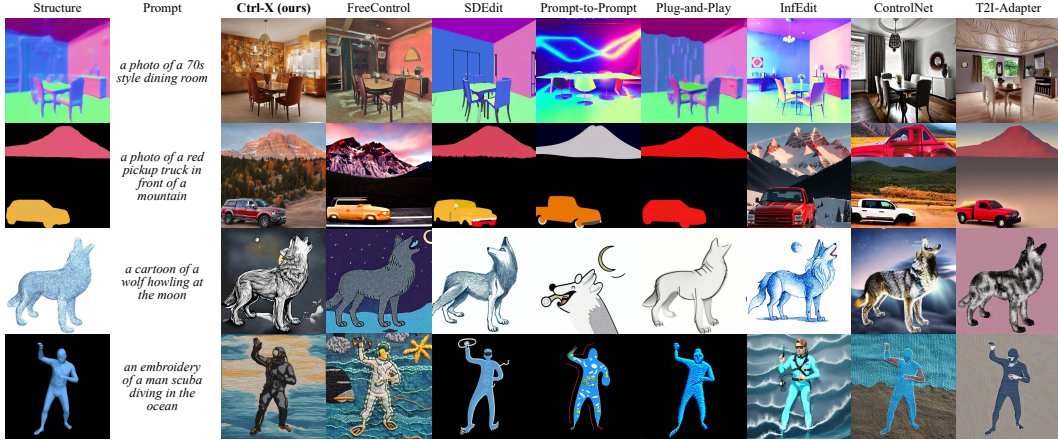 Structure Prompt Ctrl-X (ours) FreeControl SDEdit Prompt-to-Prompt Plug-and-Play InfEdit ControlNet T2I-Adapter
a photo of a 70s
style dining room
a photo of a red
pickup truck in
front of a
mountain
a cartoon of a
wolf howling at
the moon
an embroidery
of a man scuba
diving in the
ocean